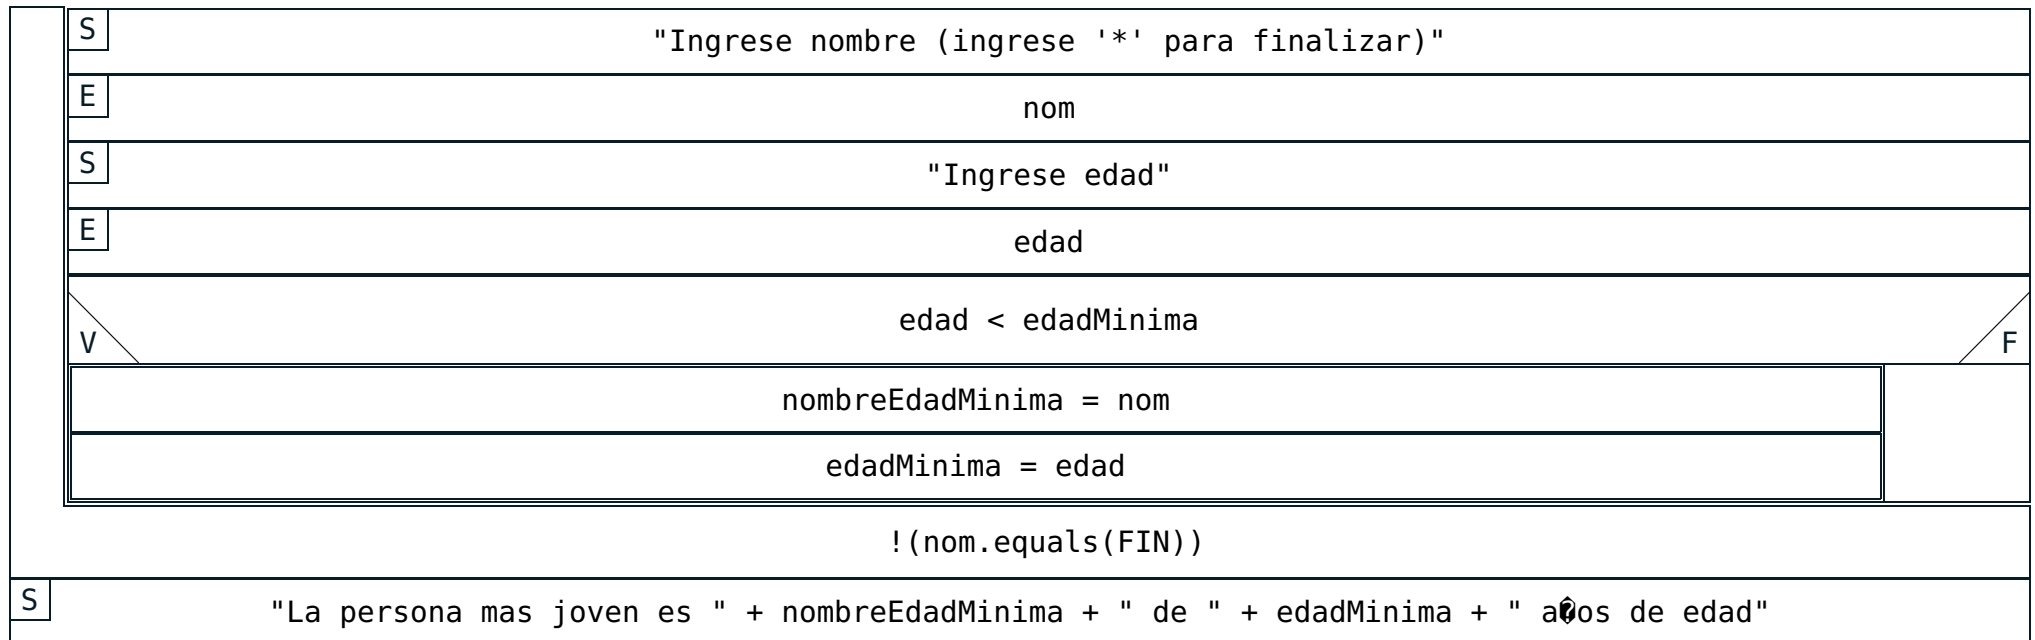 S "Ingrese nombre (ingrese '*' para finalizar)"
E nom
S "Ingrese edad"
E edad
edad < edadMinima
V F
nombreEdadMinima = nom
edadMinima = edad
!(nom.equals(FIN))
S "La persona mas joven es " + nombreEdadMinima + " de " + edadMinima + " a�os de edad"